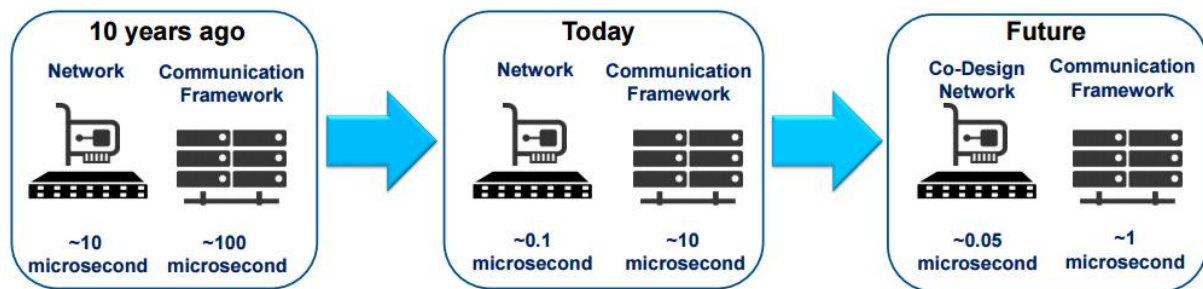 10 years ago
Network
Communication
Framework
~10
microsecond
~100
microsecond
Today
Network
Communication
Framework
~0.1
microsecond
~10
microsecond
Future
Co-Design
Network
Communication
Framework
~0.05
microsecond
~1
microsecond